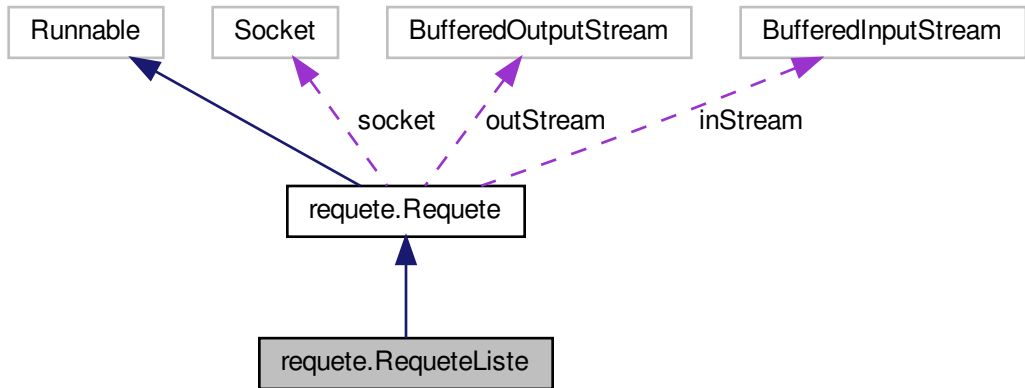 Runnable
Socket
BufferedOutputStream
BufferedInputStream
socket
outStream
inStream
requete.Requete
requete.RequeteListe